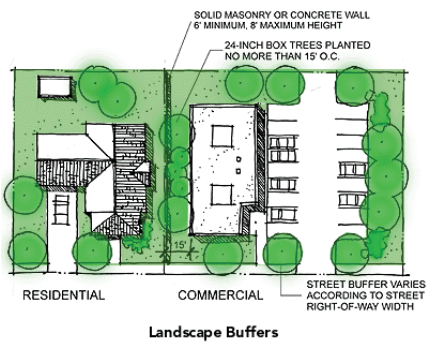 SOLID MASONRY OR CONCRETE WALL
6' MINIMUM, 8' MAXIMUM HEIGHT
24-INCH BOX TREES PLANTED
NO MORE THAN 15' O.C.
15'
RESIDENTIAL
COMMERCIAL
STREET BUFFER VARIES
ACCORDING TO STREET
RIGHT-OF-WAY WIDTH
Landscape Buffers